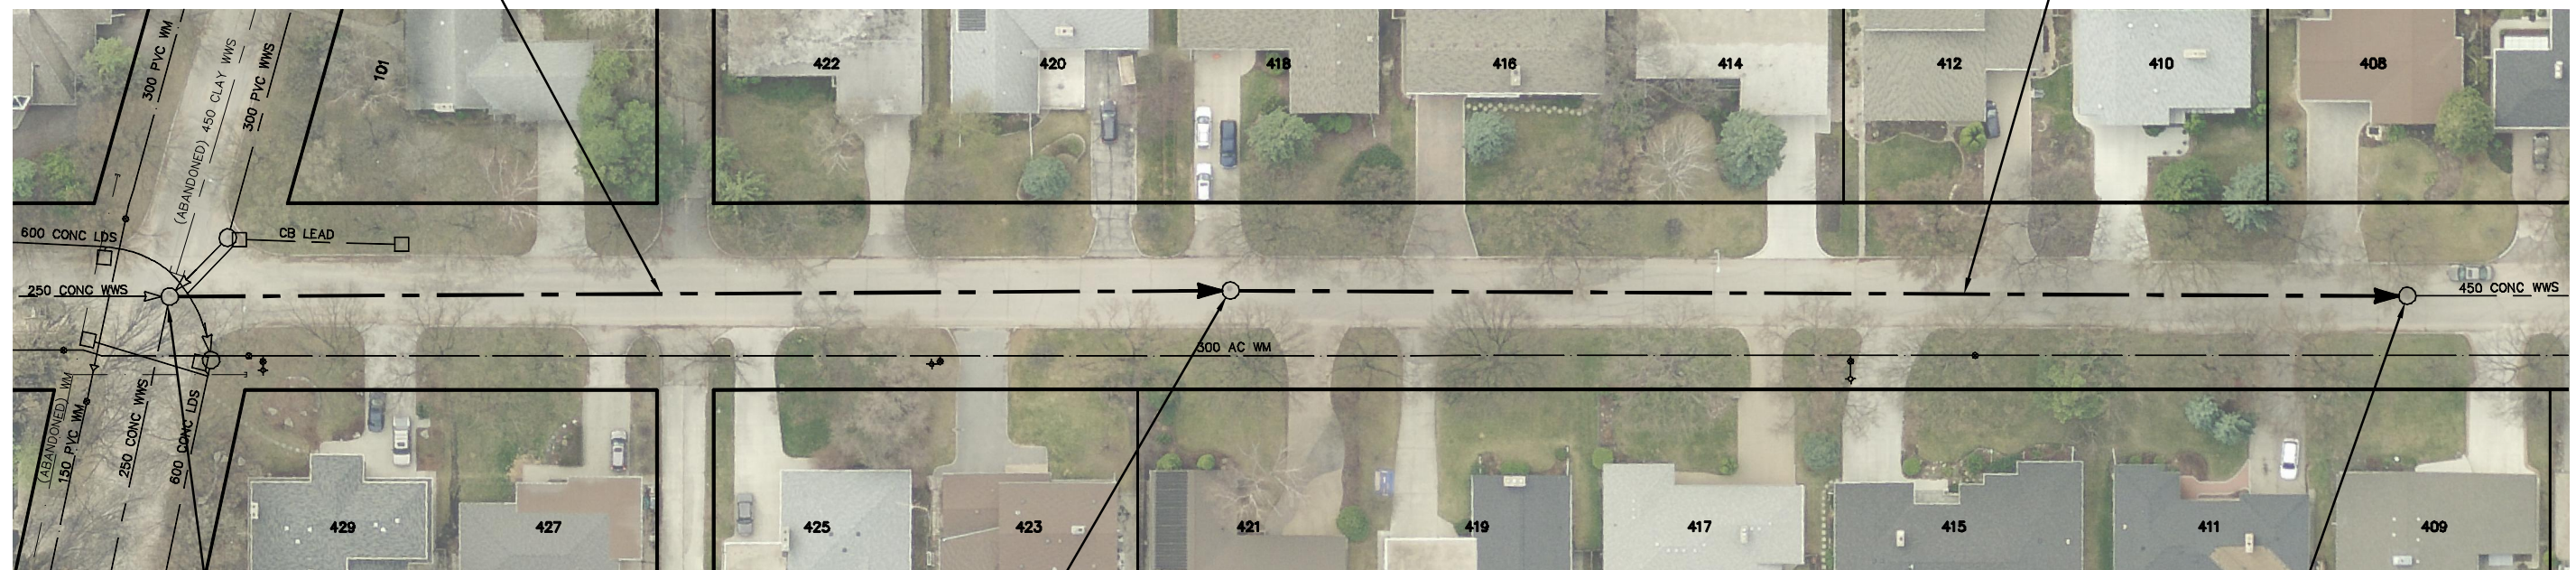 300 PVC WM
(ABANDONED) 450 CLAY WWS
300 PVC WWS
101
422
420
418
416
414
412
410
408
600 CONC LDS
CB LEAD
250 CONC WWS
450 CONC WWS
300 AC WM
(ABANDONED) WM
150 PVC WM
250 CONC WWS
600 CONC LDS
429
427
425
423
421
419
417
415
411
409